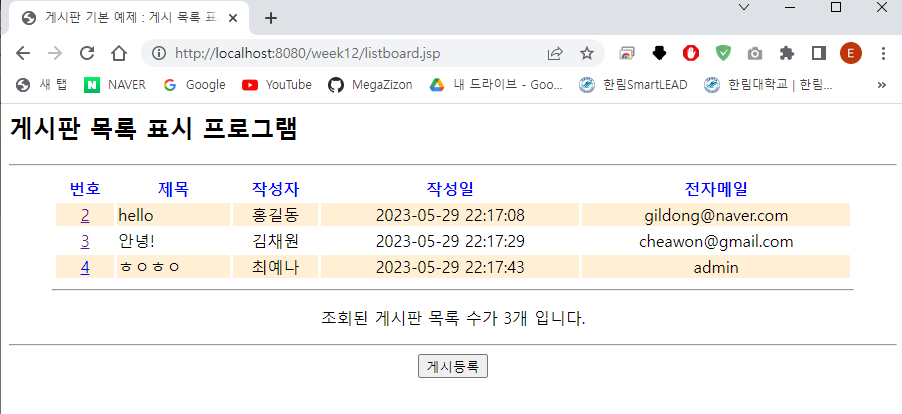 게시판 기본 예제 : 게시 목록 표
http://localhost:8080/week12/listboard.jsp
E
새 탭 NAVER Google YouTube MegaZizon 내 드라이브 - Goo... 한림SmartLEAD 한림대학교 | 한림...
게시판 목록 표시 프로그램
번호 제목 작성자 작성일 전자메일
2 hello 홍길동 2023-05-29 22:17:08 gildong@naver.com
3 안녕! 김채원 2023-05-29 22:17:29 cheawon@gmail.com
4 ㅎㅇㅎㅇ 최예나 2023-05-29 22:17:43 admin
조회된 게시판 목록 수가 3개 입니다.
게시등록